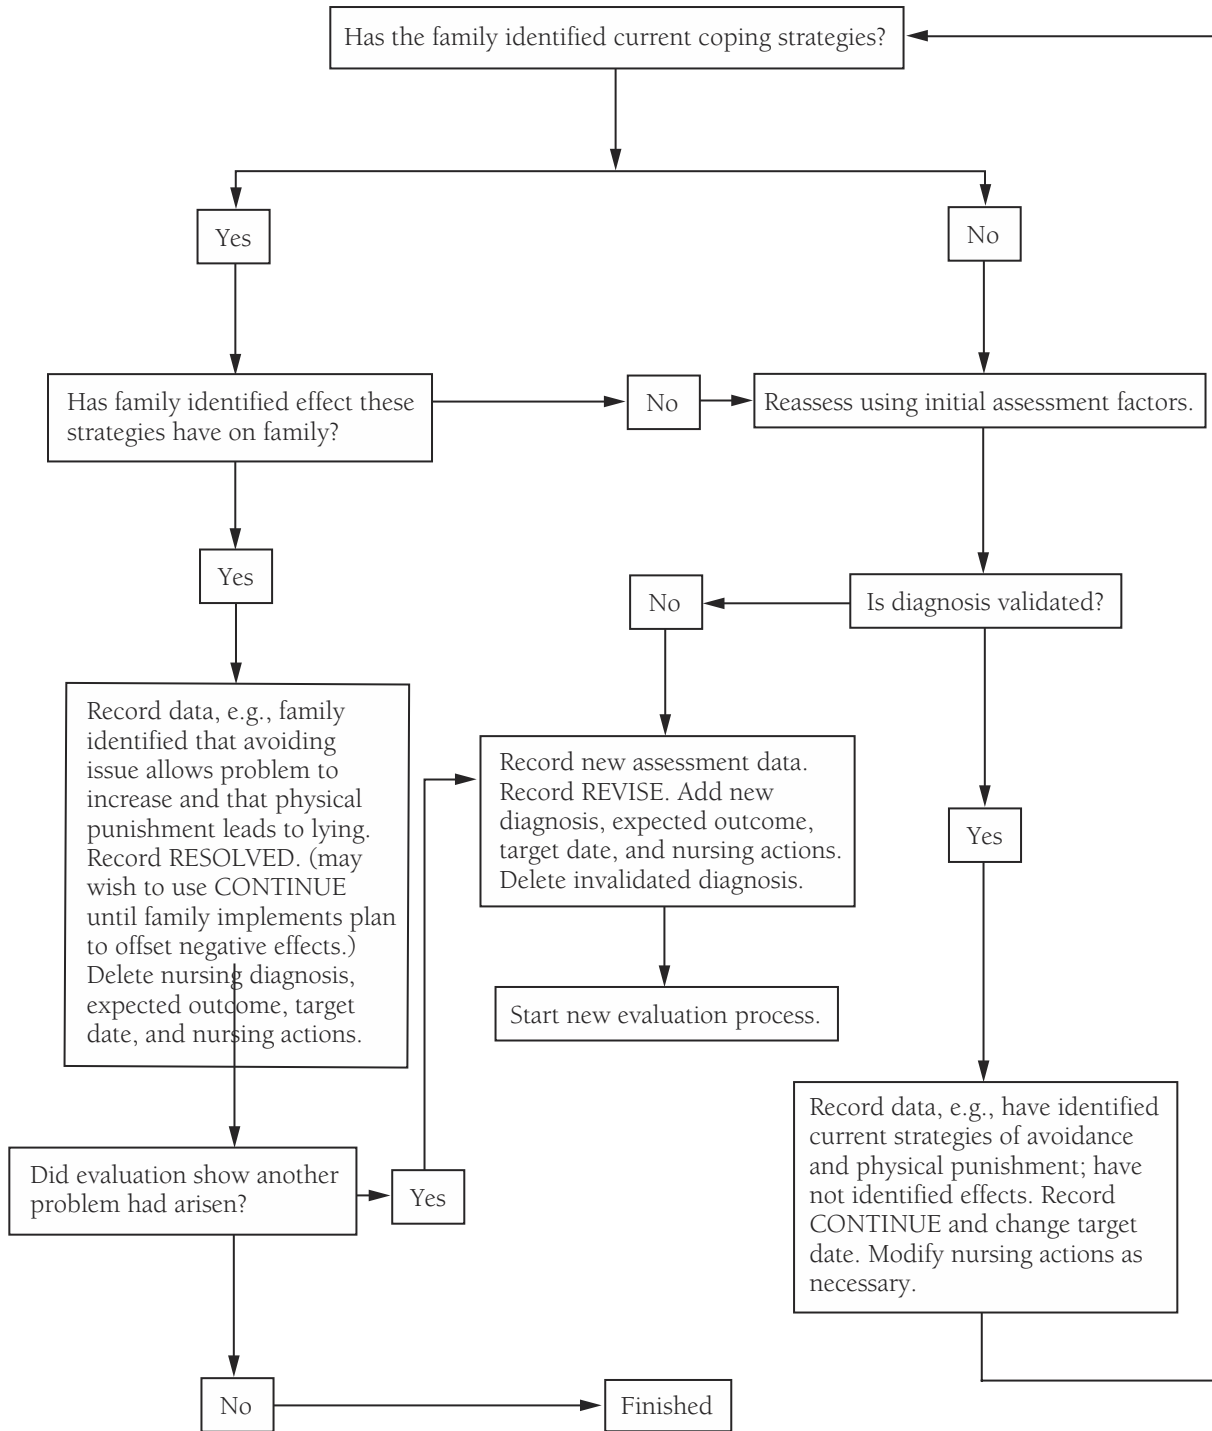 Has the family identified current coping strategies?
Yes
No
Has family identified effect these
strategies have on family?
No
Reassess using initial assessment factors.
Yes
No
Is diagnosis validated?
Record data, e.g., family
identified that avoiding
issue allows problem to
increase and that physical
punishment leads to lying.
Record RESOLVED. (may
wish to use CONTINUE
until family implements plan
to offset negative effects.)
Delete nursing diagnosis,
expected outcome, target
date, and nursing actions.
Record new assessment data.
Record REVISE. Add new
diagnosis, expected outcome,
target date, and nursing actions.
Delete invalidated diagnosis.
Yes
Start new evaluation process.
Record data, e.g., have identified
current strategies of avoidance
and physical punishment; have
not identified effects. Record
CONTINUE and change target
date. Modify nursing actions as
necessary.
Did evaluation show another
problem had arisen?
Yes
No
Finished